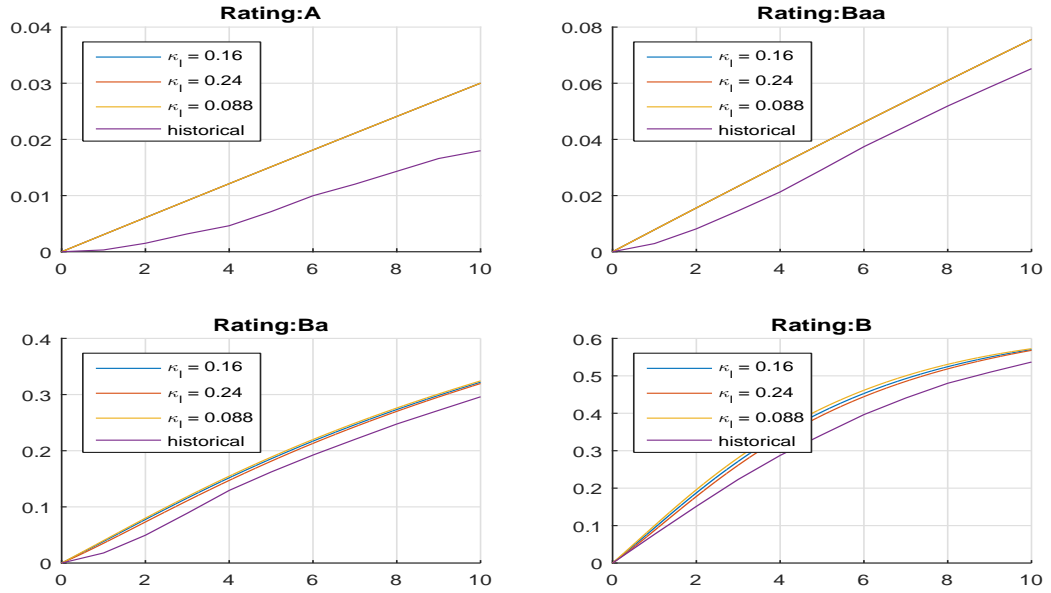 Rating:A
0.04
0.03
0.02
0.01
0
0 2 4 6 8 10
κI = 0.16
κI = 0.24
κI = 0.088
historical
Rating:Baa
0.08
0.06
0.04
0.02
0
0 2 4 6 8 10
κI = 0.16
κI = 0.24
κI = 0.088
historical
Rating:Ba
0.4
0.3
0.2
0.1
0
0 2 4 6 8 10
κI = 0.16
κI = 0.24
κI = 0.088
historical
Rating:B
0.6
0.5
0.4
0.3
0.2
0.1
0
0 2 4 6 8 10
κI = 0.16
κI = 0.24
κI = 0.088
historical